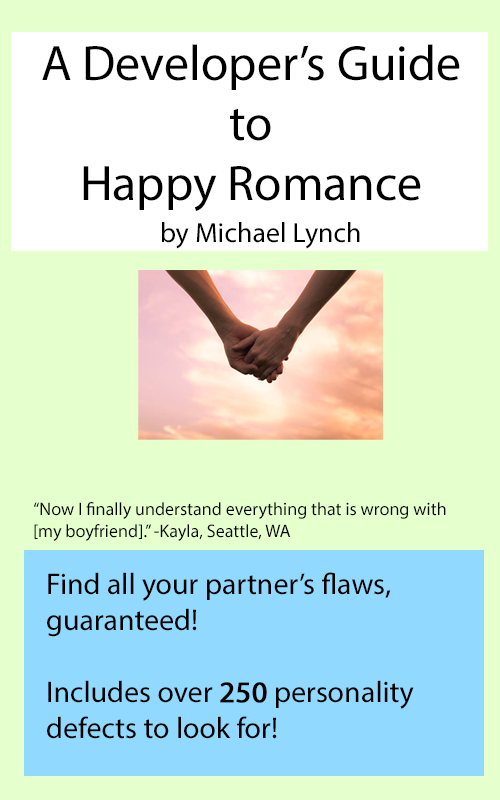 A Developer’s Guide
to
Happy Romance
by Michael Lynch
“Now I finally understand everything that is wrong with
[my boyfriend].” -Kayla, Seattle, WA
Find all your partner’s flaws,
guaranteed!
Includes over 250 personality
defects to look for!